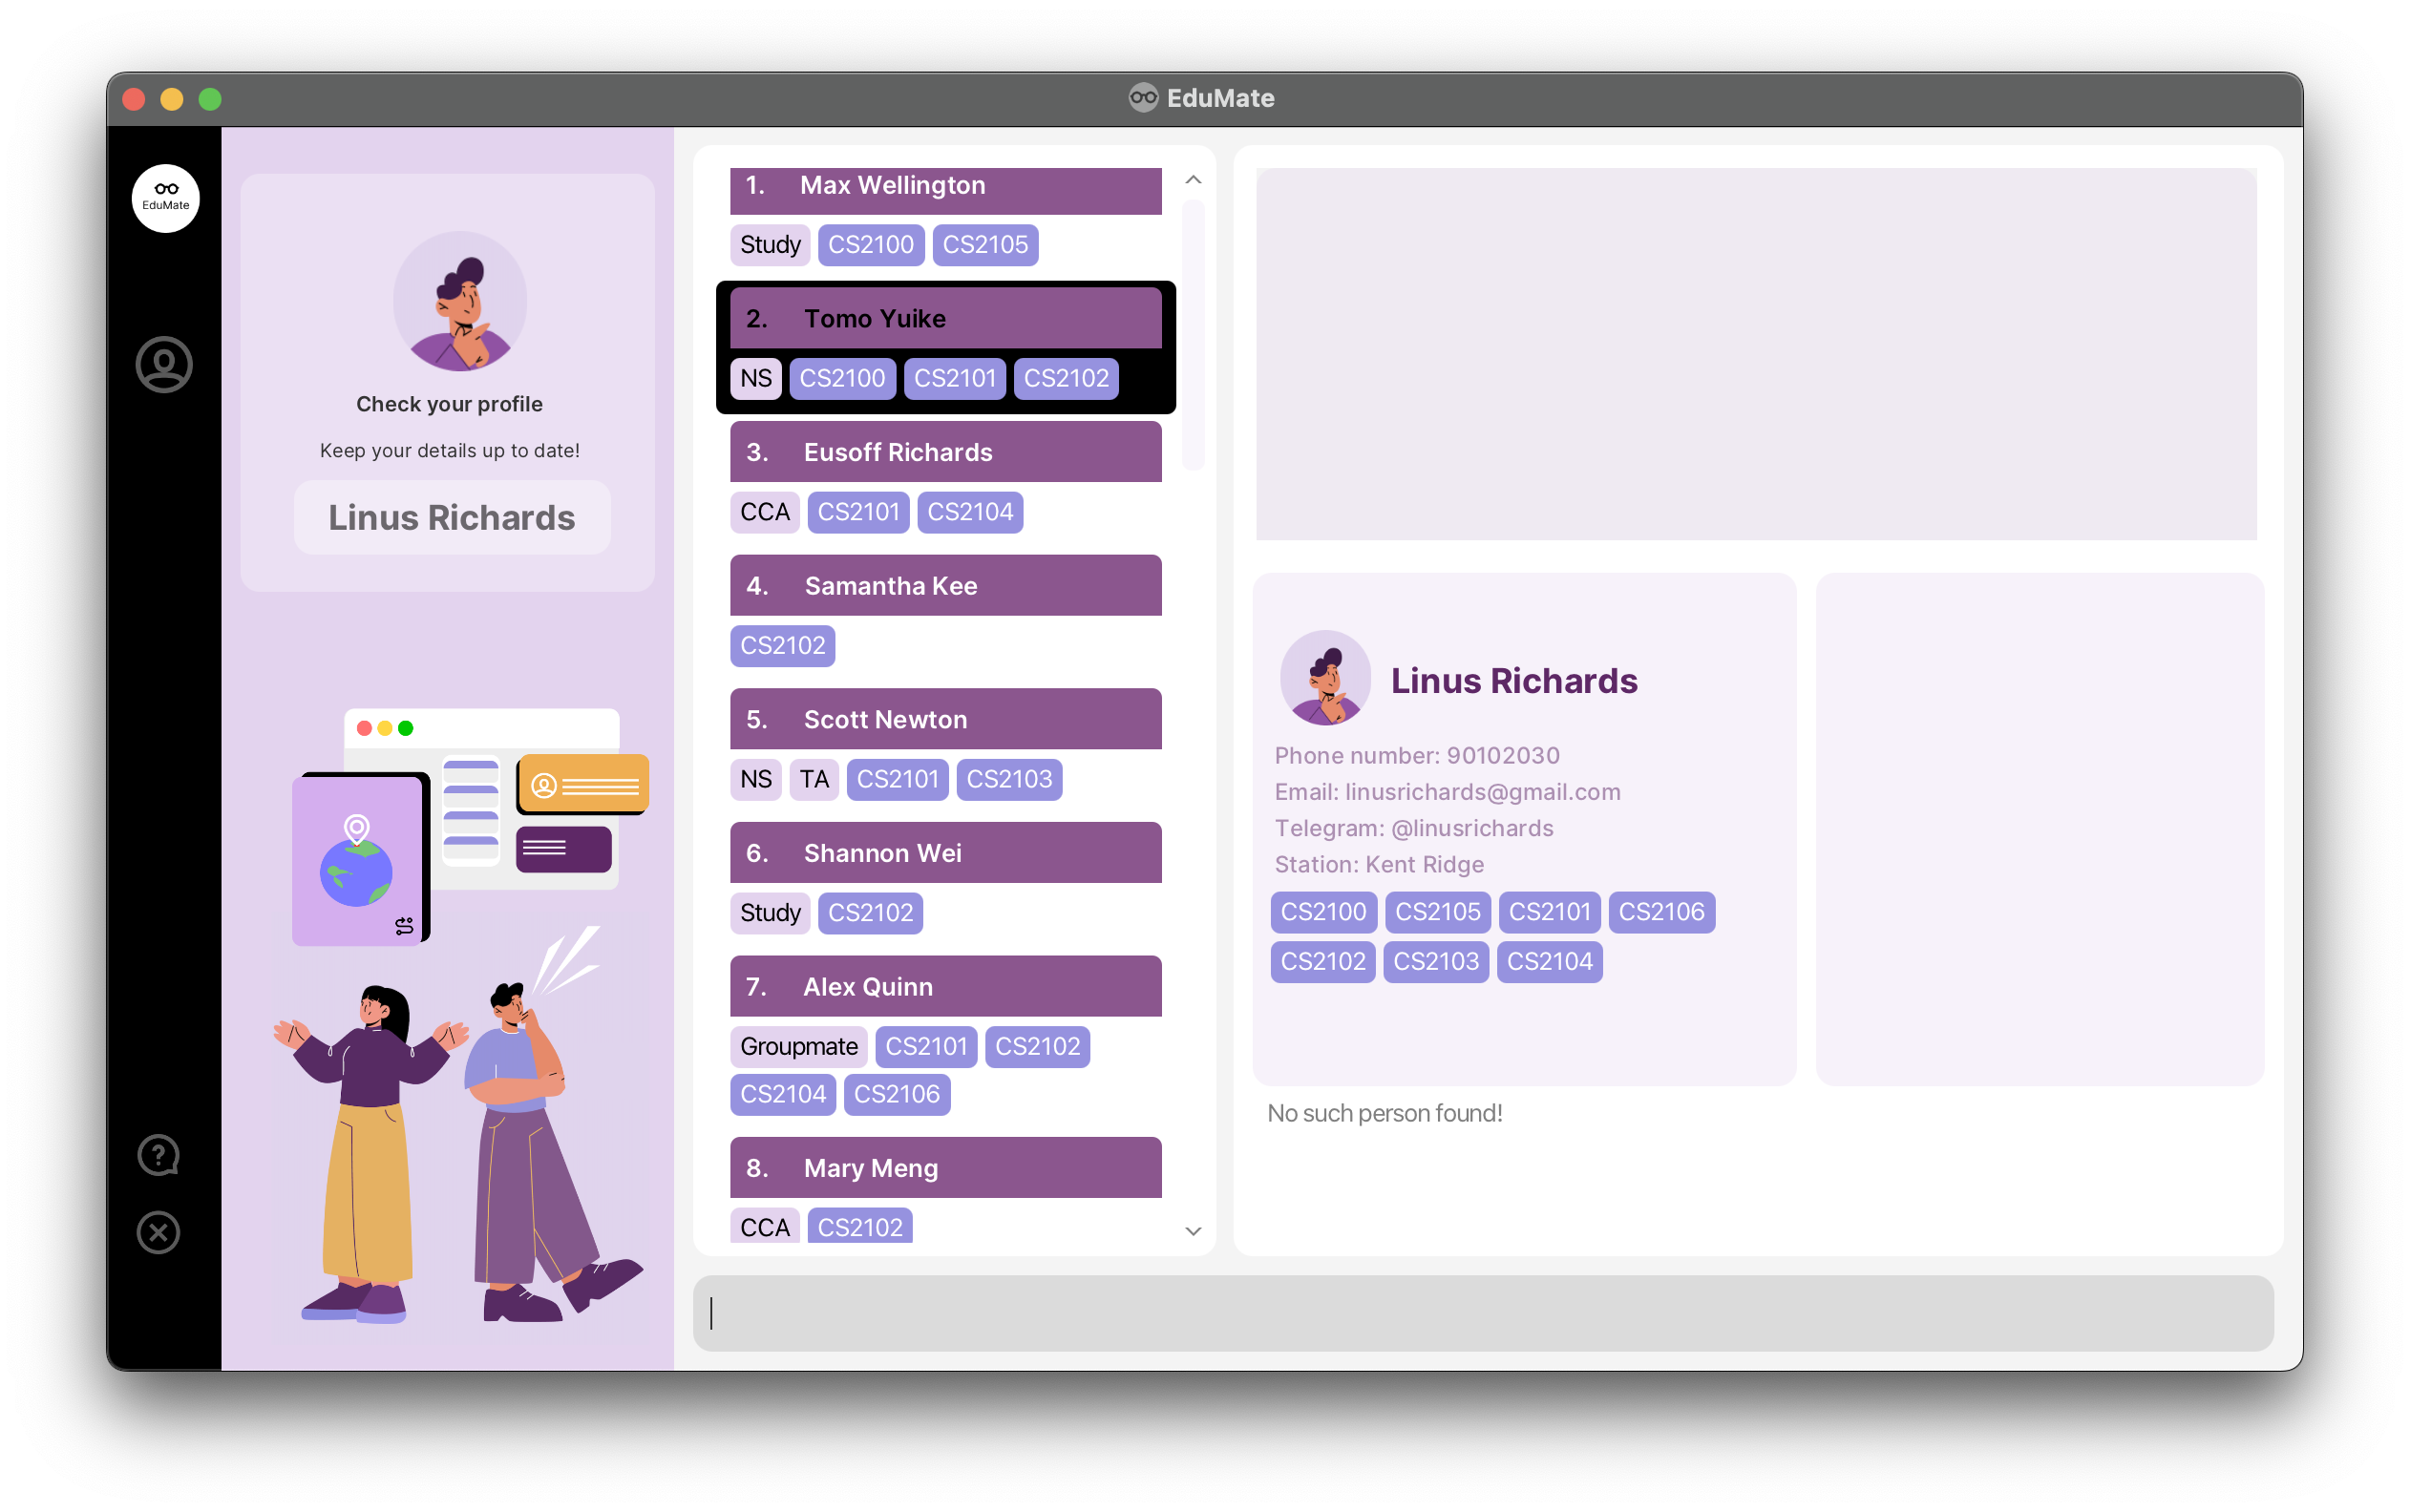 EduMate
EduMate
Check your profile
Keep your details up to date!
Linus Richards
1. Max Wellington
Study CS2100 CS2105
2. Tomo Yuike
NS CS2100 CS2101 CS2102
3. Eusoff Richards
CCA CS2101 CS2104
4. Samantha Kee
CS2102
5. Scott Newton
NS TA CS2101 CS2103
6. Shannon Wei
Study CS2102
7. Alex Quinn
Groupmate CS2101 CS2102
CS2104 CS2106
8. Mary Meng
CCA CS2102
Linus Richards
Phone number: 90102030
Email: linusrichards@gmail.com
Telegram: @linusrichards
Station: Kent Ridge
CS2100 CS2105 CS2101 CS2106
CS2102 CS2103 CS2104
No such person found!